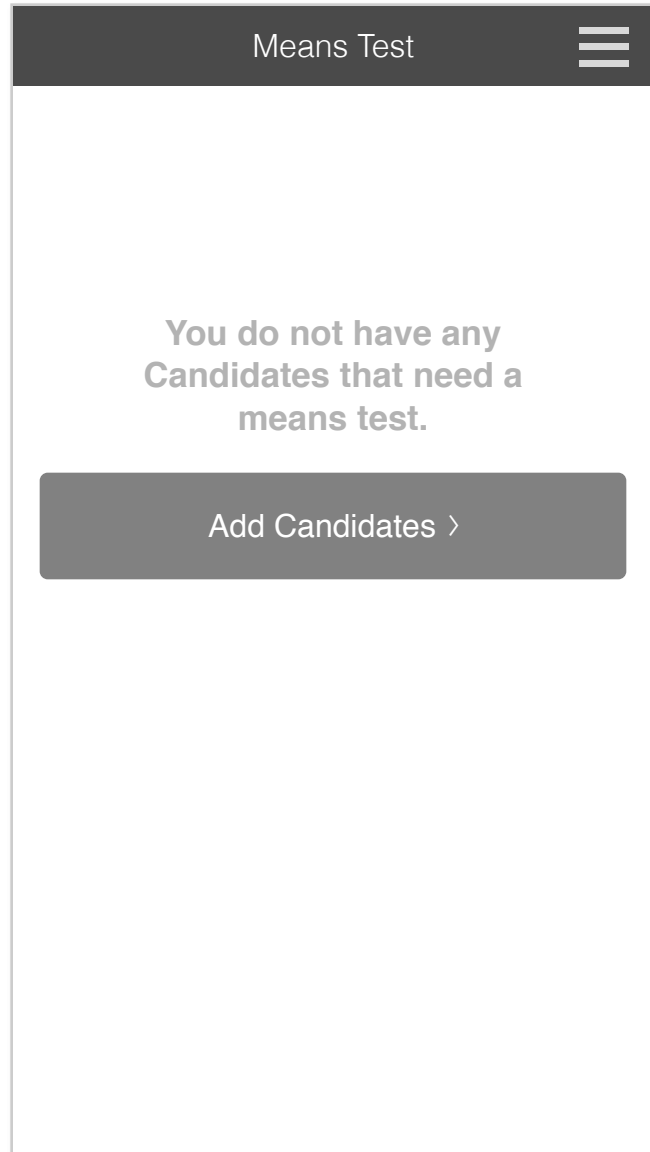 Means Test
You do not have any
Candidates that need a
means test.
Add Candidates >